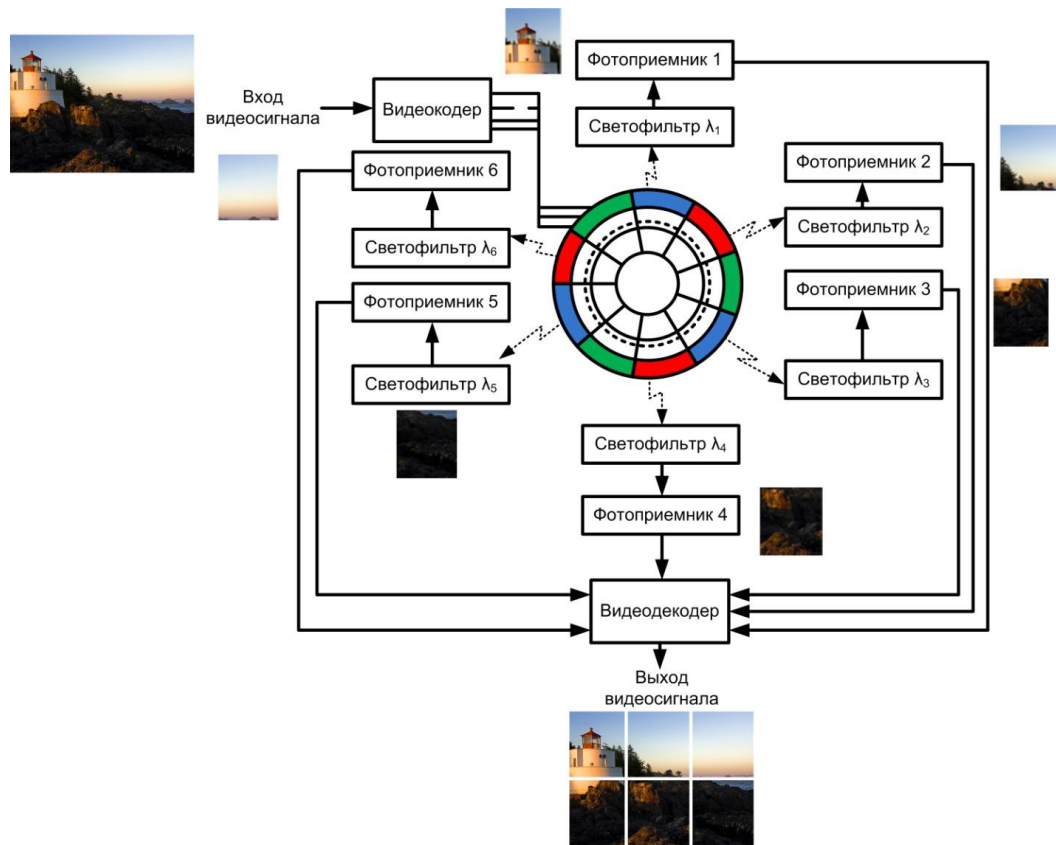 Фотоприемник 1
Вход
видеосигнала
Видеокодер
Светофильтр λ₁
Фотоприемник 6
Фотоприемник 2
Светофильтр λ₆
Светофильтр λ₂
Фотоприемник 5
Фотоприемник 3
Светофильтр λ₅
Светофильтр λ₃
Светофильтр λ₄
Фотоприемник 4
Видеодекодер
Выход
видеосигнала